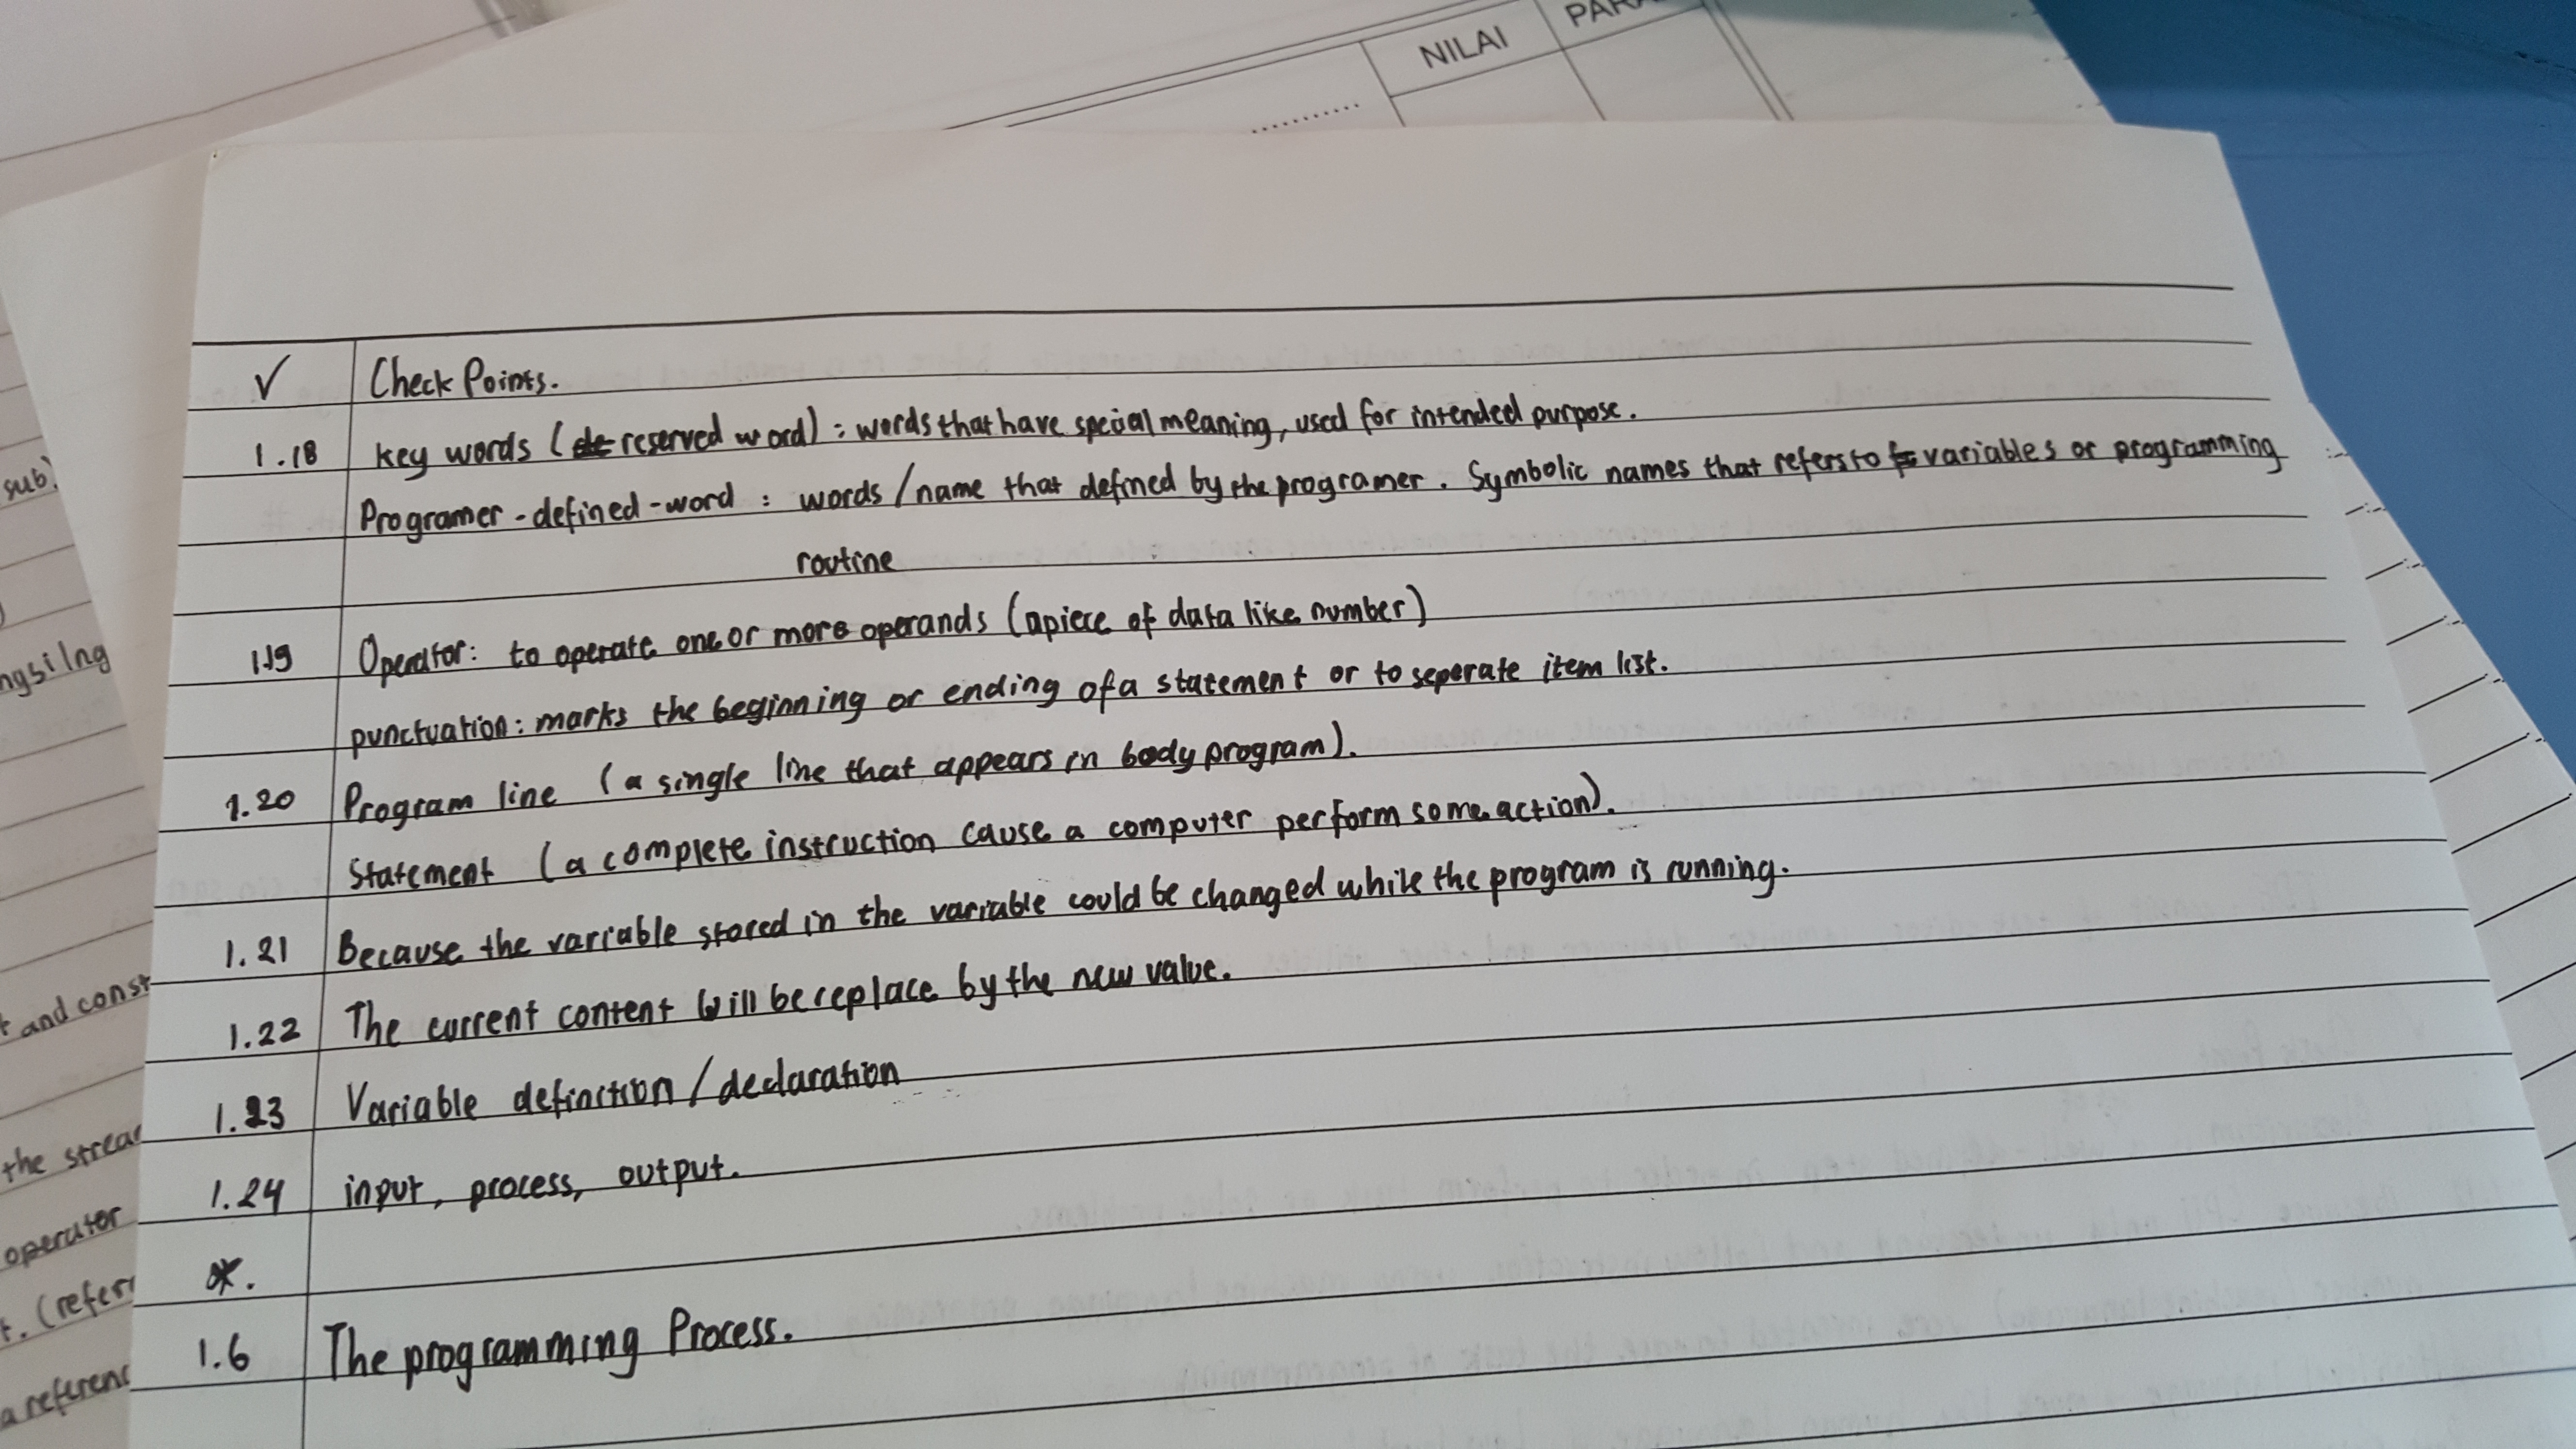 NILAI
✓ Check Points.
1.18 key words (reserved word) : words that have special meaning, used for intended purpose.
Programer-defined-word : words/name that defined by the programer. Symbolic names that refers to variables or programming
routine
1.19 Operator: to operate one or more operands (a piece of data like number)
punctuation: marks the beginning or ending of a statement or to seperate item list.
1.20 Program line (a single line that appears in body program).
Statement (a complete instruction cause a computer perform some action).
1.21 Because the variable stored in the variable could be changed while the program is running.
1.22 The current content will be replace by the new value.
1.23 Variable definction/declaration
1.24 input, process, output.
*.
1.6 The programming Process.
sub)
ngsilng
and const
the strea
operator
(refer
a referenc